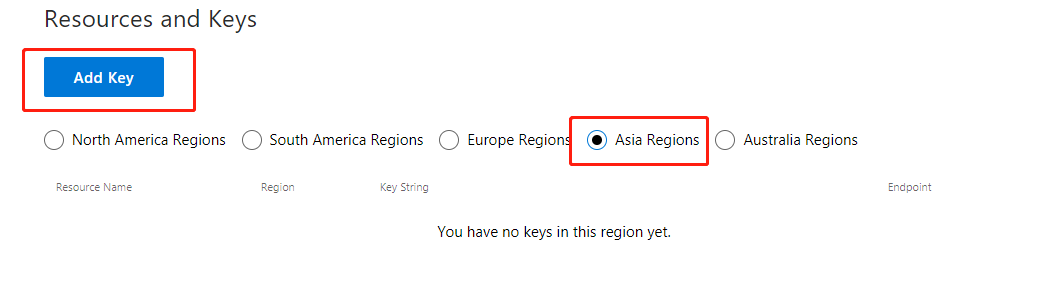 Resources and Keys
Add Key
North America Regions South America Regions Europe Regions Asia Regions Australia Regions
Resource Name Region Key String Endpoint
You have no keys in this region yet.